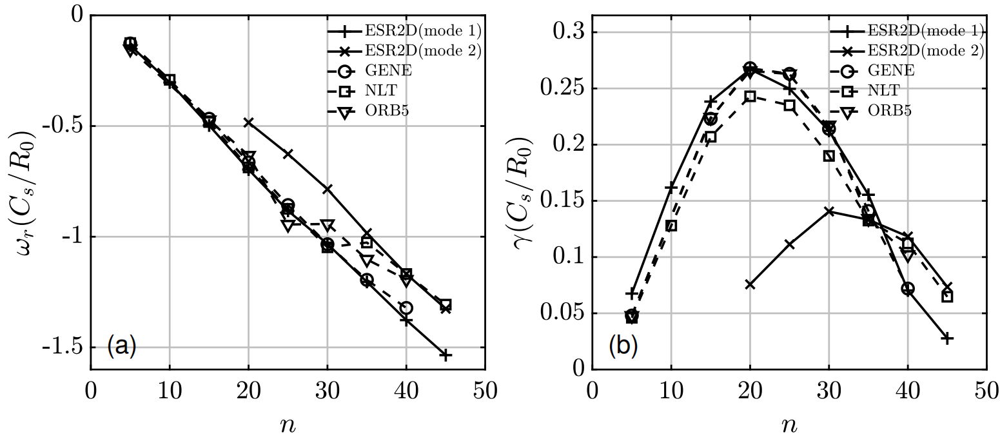 0
-0.5
-1
-1.5
ω_r(C_s/R_0)
ESR2D(mode 1)
ESR2D(mode 2)
GENE
NLT
ORB5
(a)
0 10 20 30 40 50
n
0.3
0.25
0.2
0.15
0.1
0.05
0
γ(C_s/R_0)
ESR2D(mode 1)
ESR2D(mode 2)
GENE
NLT
ORB5
(b)
0 10 20 30 40 50
n